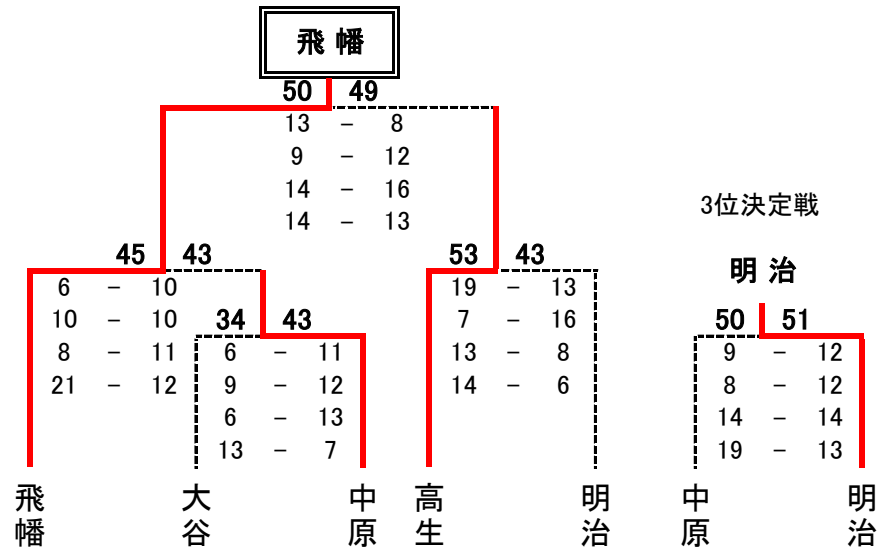 飛幡
50 49
13 － 8
9 － 12
14 － 16
14 － 13
3位決定戦
45 43
6 － 10
10 － 10
8 － 11
21 － 12
34 43
6 － 11
9 － 12
6 － 13
13 － 7
53 43
19 － 13
7 － 16
13 － 8
14 － 6
明治
50 51
9 － 12
8 － 12
14 － 14
19 － 13
飛幡
大谷
中原
高生
明治
中原
明治